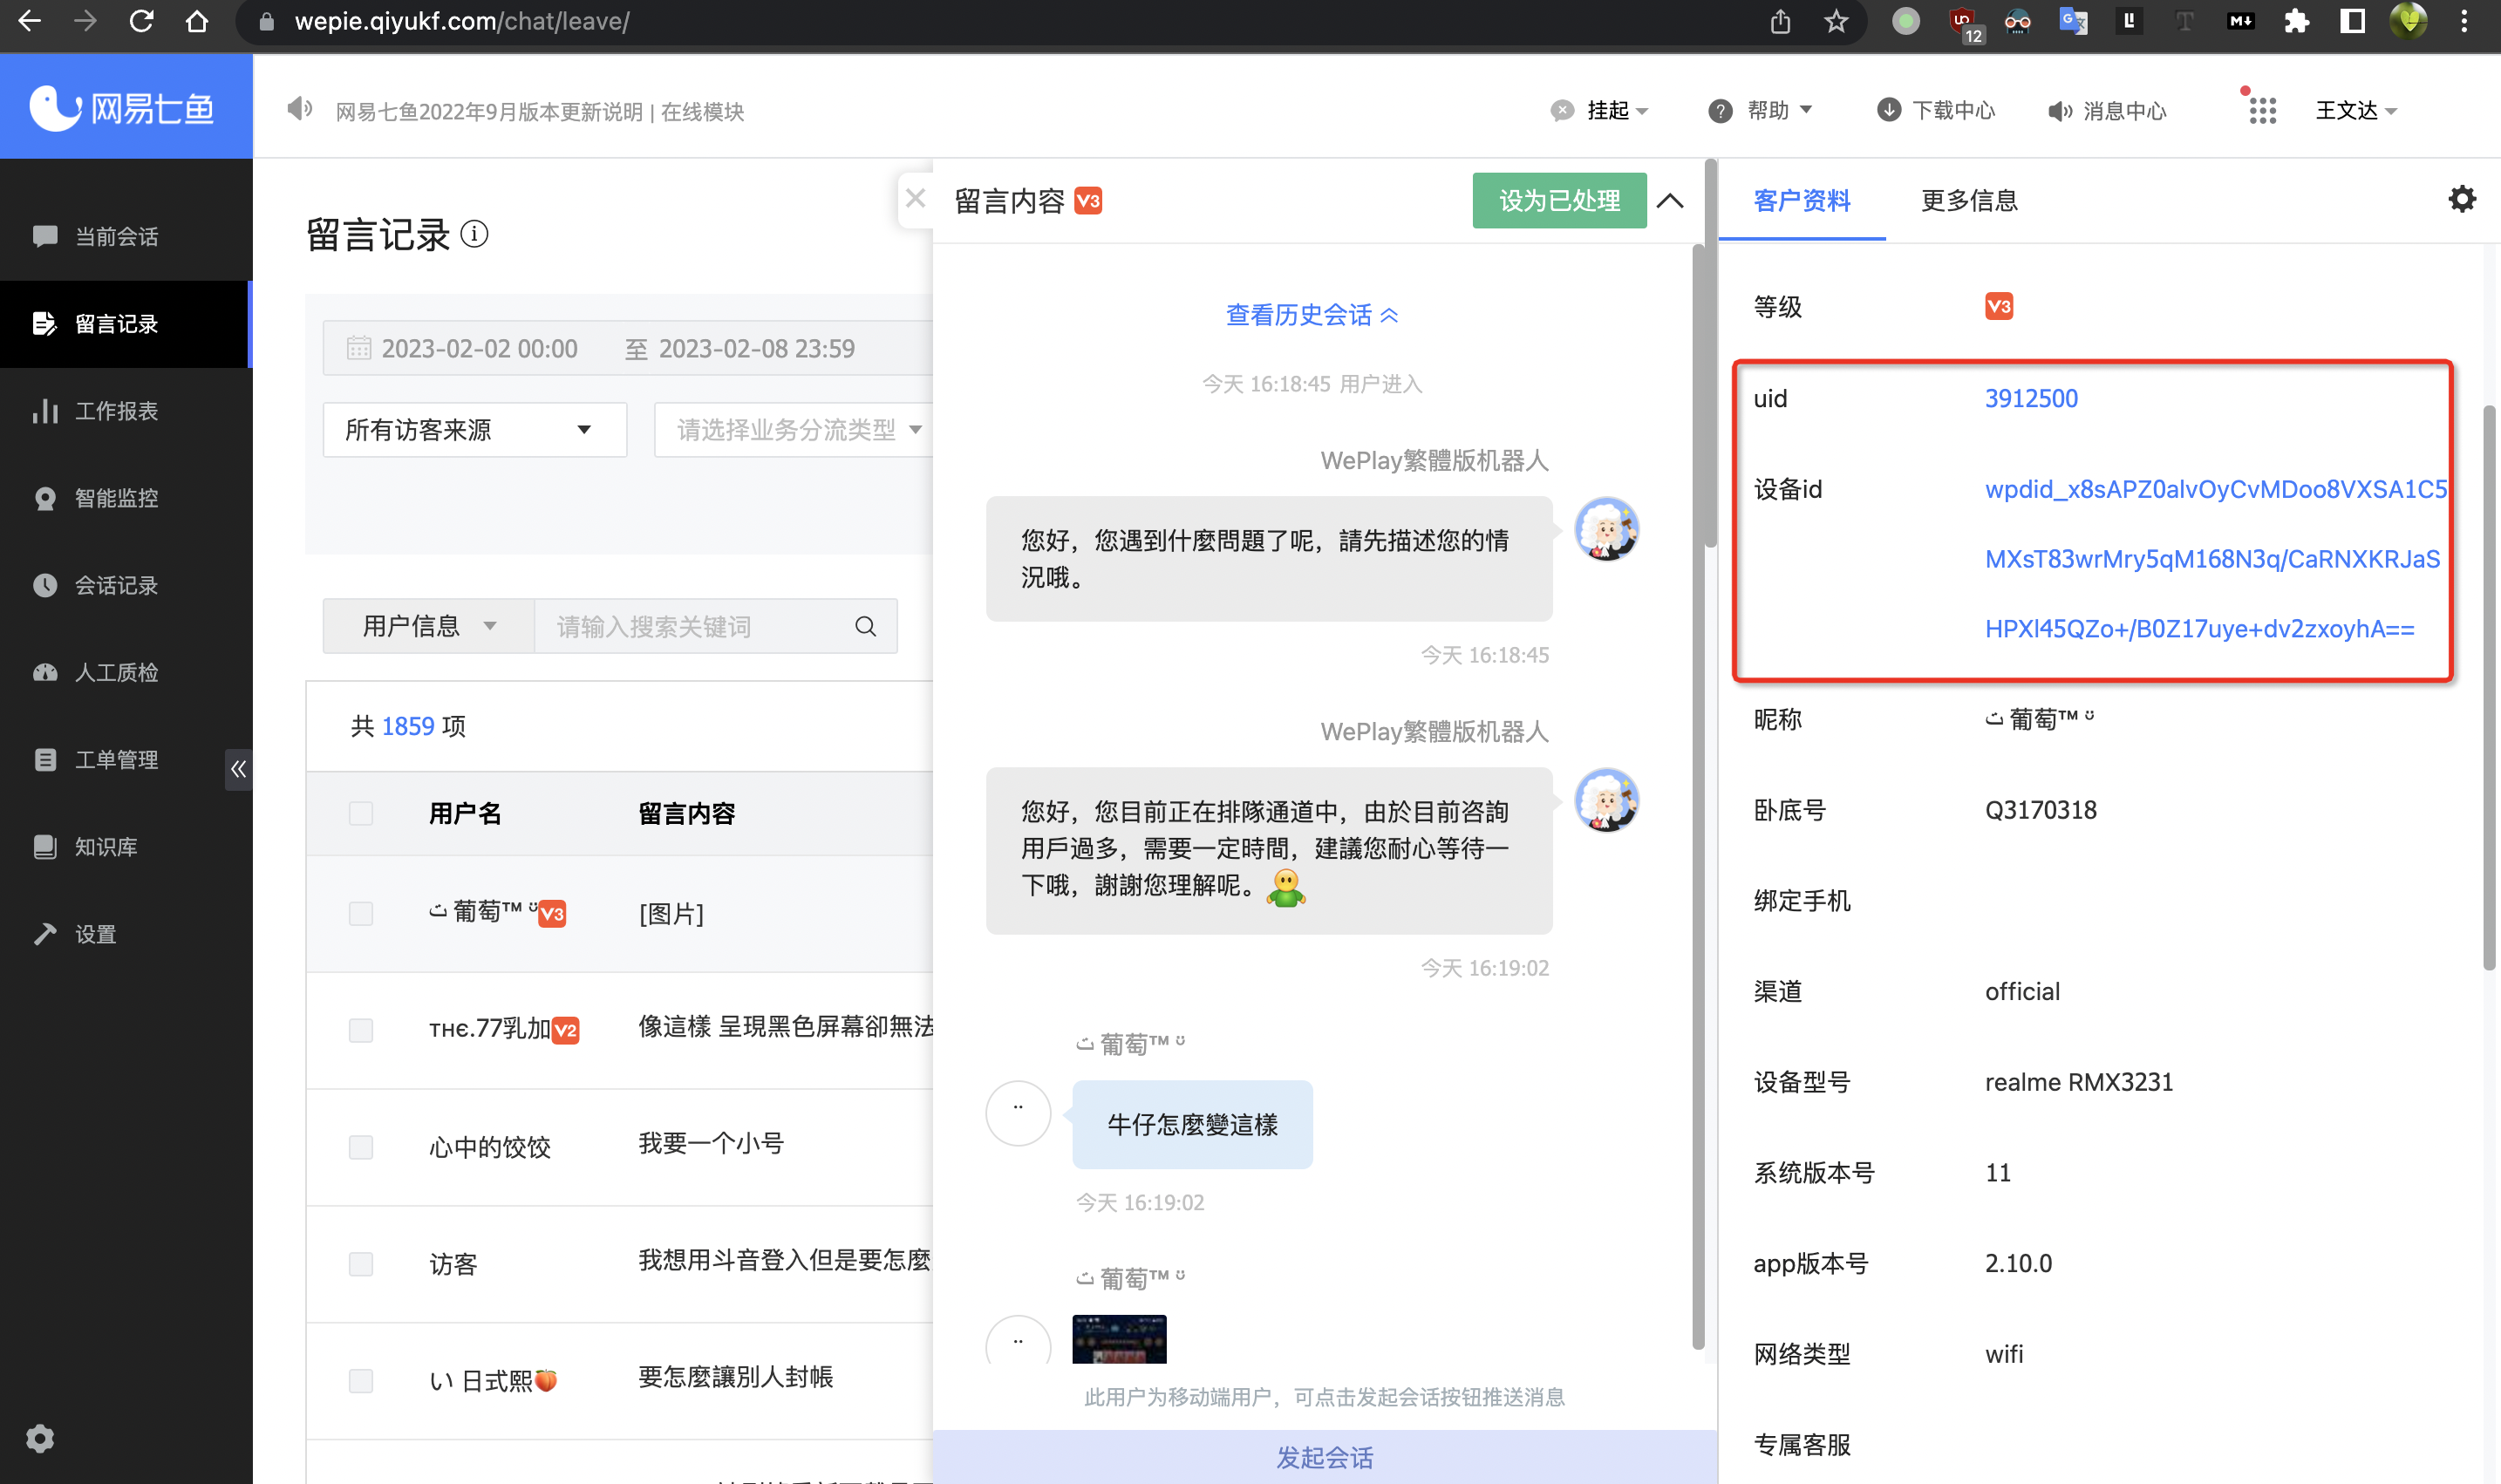 wepie.qiyukf.com/chat/leave/
12
网易七鱼
网易七鱼2022年9月版本更新说明 | 在线模块
挂起
帮助
下载中心
消息中心
王文达
当前会话
留言记录
工作报表
智能监控
会话记录
人工质检
工单管理
知识库
设置
留言记录
2023-02-02 00:00 至 2023-02-08 23:59
所有访客来源
请选择业务分流类型
用户信息
请输入搜索关键词
共 1859 项
用户名 留言内容
ت 葡萄™ ᵕ̈ V3 [图片]
ᴛʜє.77乳加 V2 像這樣 呈現黑色屏幕卻無法
心中的饺饺 我要一个小号
访客 我想用斗音登入但是要怎麼
い 日式熙🍑 要怎麼讓別人封帳
留言内容 V3
设为已处理
查看历史会话
今天 16:18:45 用户进入
WePlay繁體版机器人
您好，您遇到什麼問題了呢，請先描述您的情
況哦。
今天 16:18:45
WePlay繁體版机器人
您好，您目前正在排隊通道中，由於目前咨詢
用戶過多，需要一定時間，建議您耐心等待一
下哦，謝謝您理解呢。
今天 16:19:02
ت 葡萄™ ᵕ̈
牛仔怎麼變這樣
今天 16:19:02
ت 葡萄™ ᵕ̈
此用户为移动端用户，可点击发起会话按钮推送消息
发起会话
客户资料
更多信息
等级 V3
uid 3912500
设备id wpdid_x8sAPZ0alvOyCvMDoo8VXSA1C5
MXsT83wrMry5qM168N3q/CaRNXKRJaS
HPXl45QZo+/B0Z17uye+dv2zxoyhA==
昵称 ت 葡萄™ ᵕ̈
卧底号 Q3170318
绑定手机
渠道 official
设备型号 realme RMX3231
系统版本号 11
app版本号 2.10.0
网络类型 wifi
专属客服